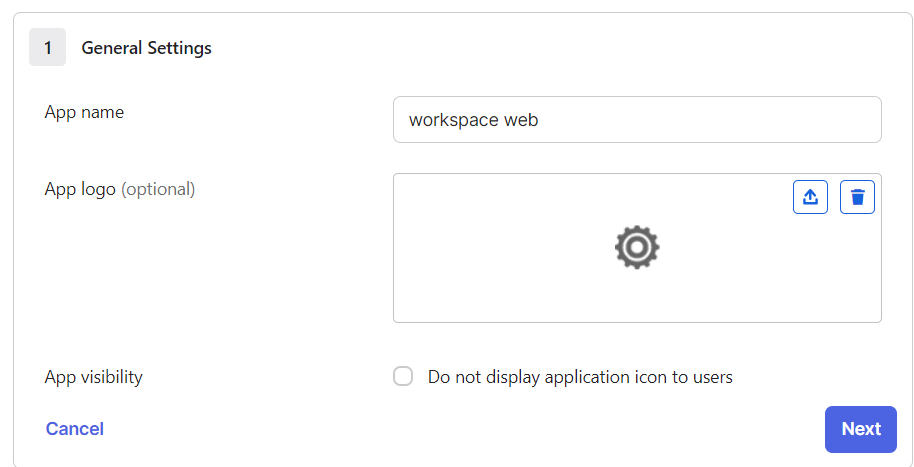 1 General Settings
App name
workspace web
App logo (optional)
App visibility
Do not display application icon to users
Cancel
Next